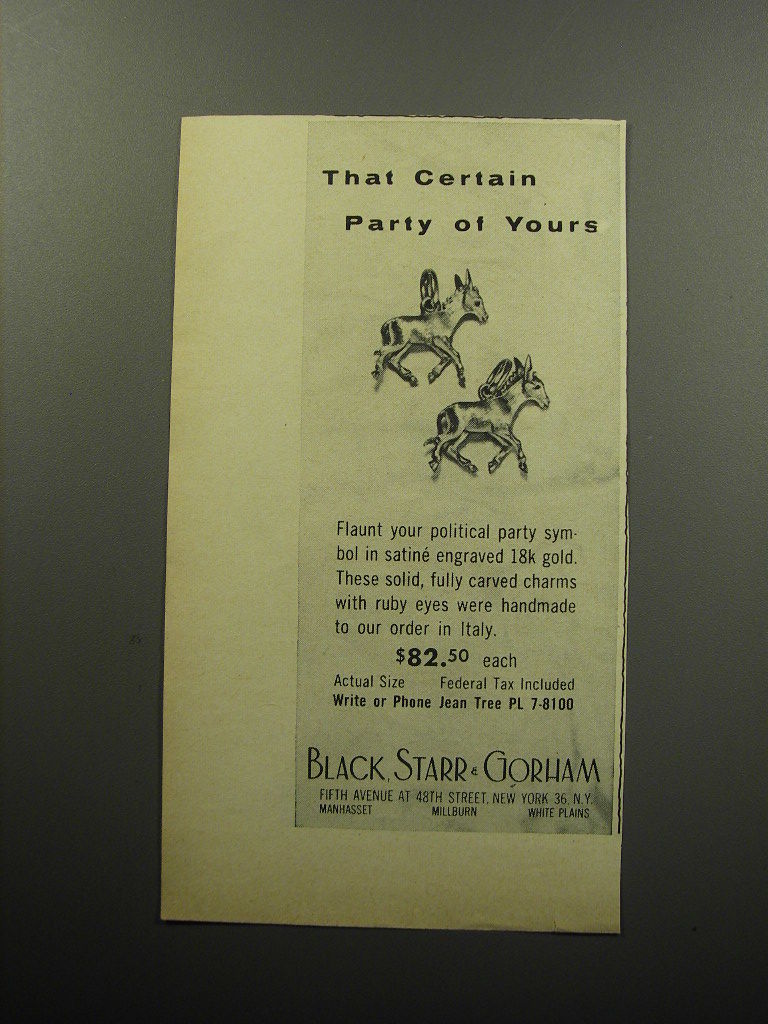 That Certain
Party of Yours
Flaunt your political party sym-
bol in satiné engraved 18k gold.
These solid, fully carved charms
with ruby eyes were handmade
to our order in Italy.
$82.50 each
Actual Size Federal Tax Included
Write or Phone Jean Tree PL 7-8100
BLACK, STARR & GORHAM
FIFTH AVENUE AT 48TH STREET, NEW YORK 36, N.Y.
MANHASSET MILLBURN WHITE PLAINS